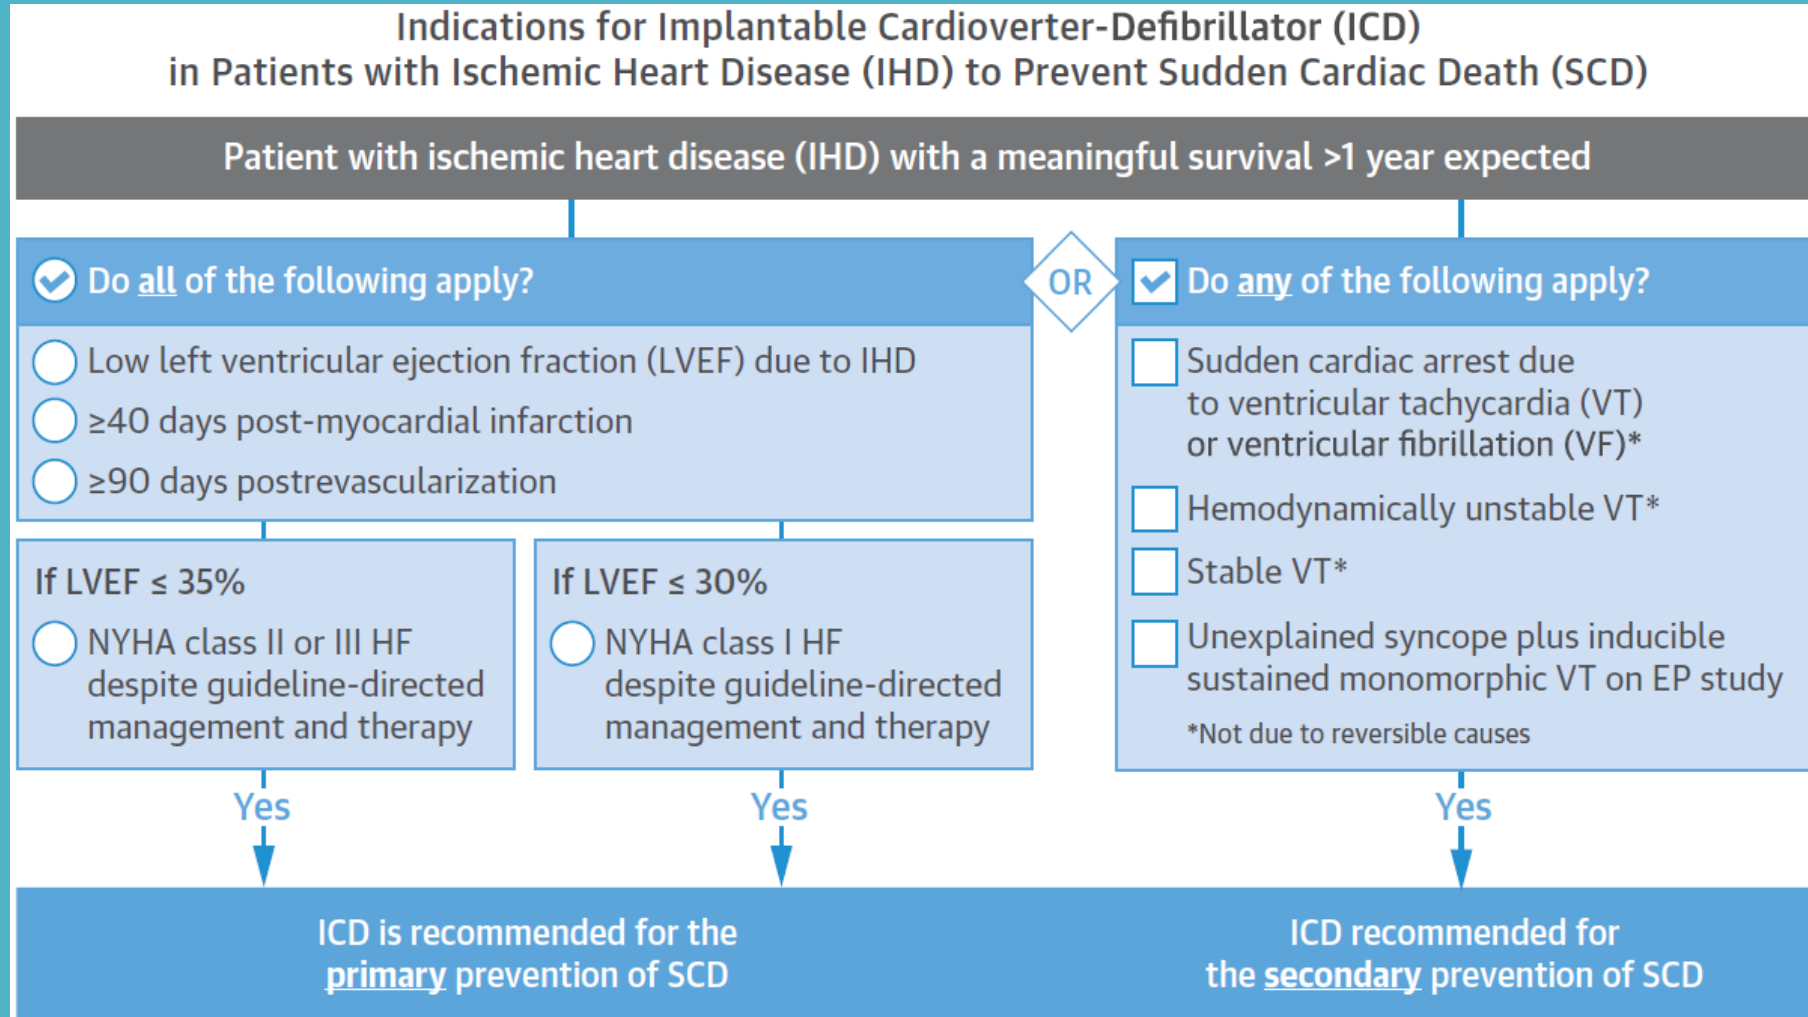 Indications for Implantable Cardioverter-Defibrillator (ICD)
in Patients with Ischemic Heart Disease (IHD) to Prevent Sudden Cardiac Death (SCD)
Patient with ischemic heart disease (IHD) with a meaningful survival >1 year expected
Do all of the following apply?
Low left ventricular ejection fraction (LVEF) due to IHD
≥40 days post-myocardial infarction
≥90 days postrevascularization
If LVEF ≤ 35%
NYHA class II or III HF
despite guideline-directed
management and therapy
Yes
If LVEF ≤ 30%
NYHA class I HF
despite guideline-directed
management and therapy
Yes
ICD is recommended for the
primary prevention of SCD
OR
Do any of the following apply?
Sudden cardiac arrest due
to ventricular tachycardia (VT)
or ventricular fibrillation (VF)*
Hemodynamically unstable VT*
Stable VT*
Unexplained syncope plus inducible
sustained monomorphic VT on EP study
*Not due to reversible causes
Yes
ICD recommended for
the secondary prevention of SCD